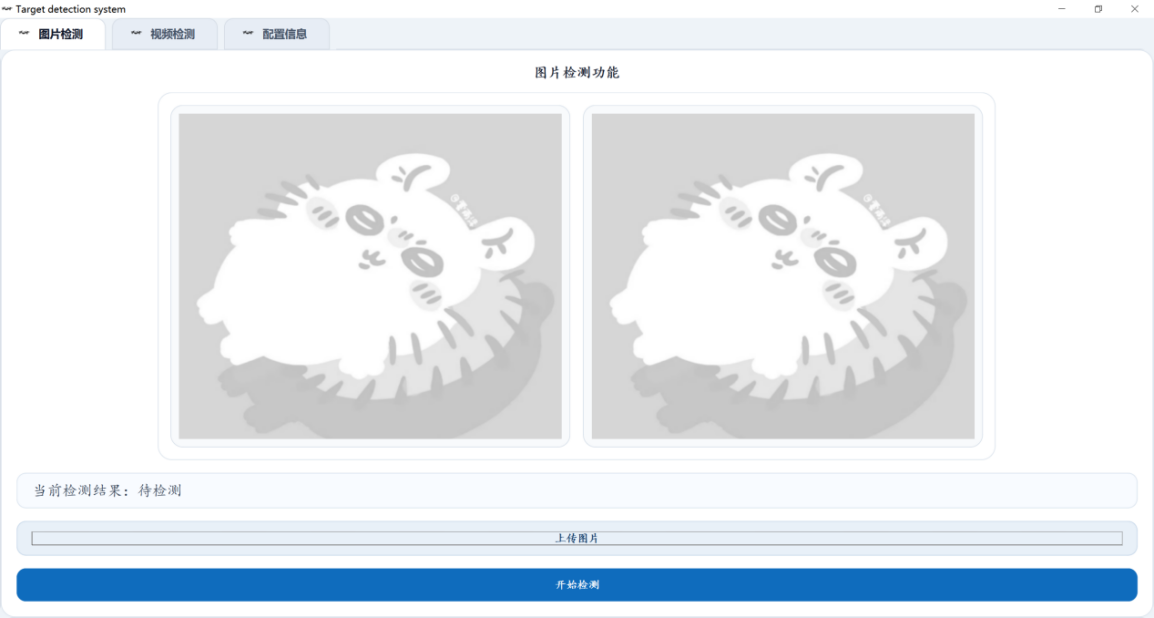 Target detection system
图片检测
视频检测
配置信息
图片检测功能
当前检测结果：待检测
上传图片
开始检测